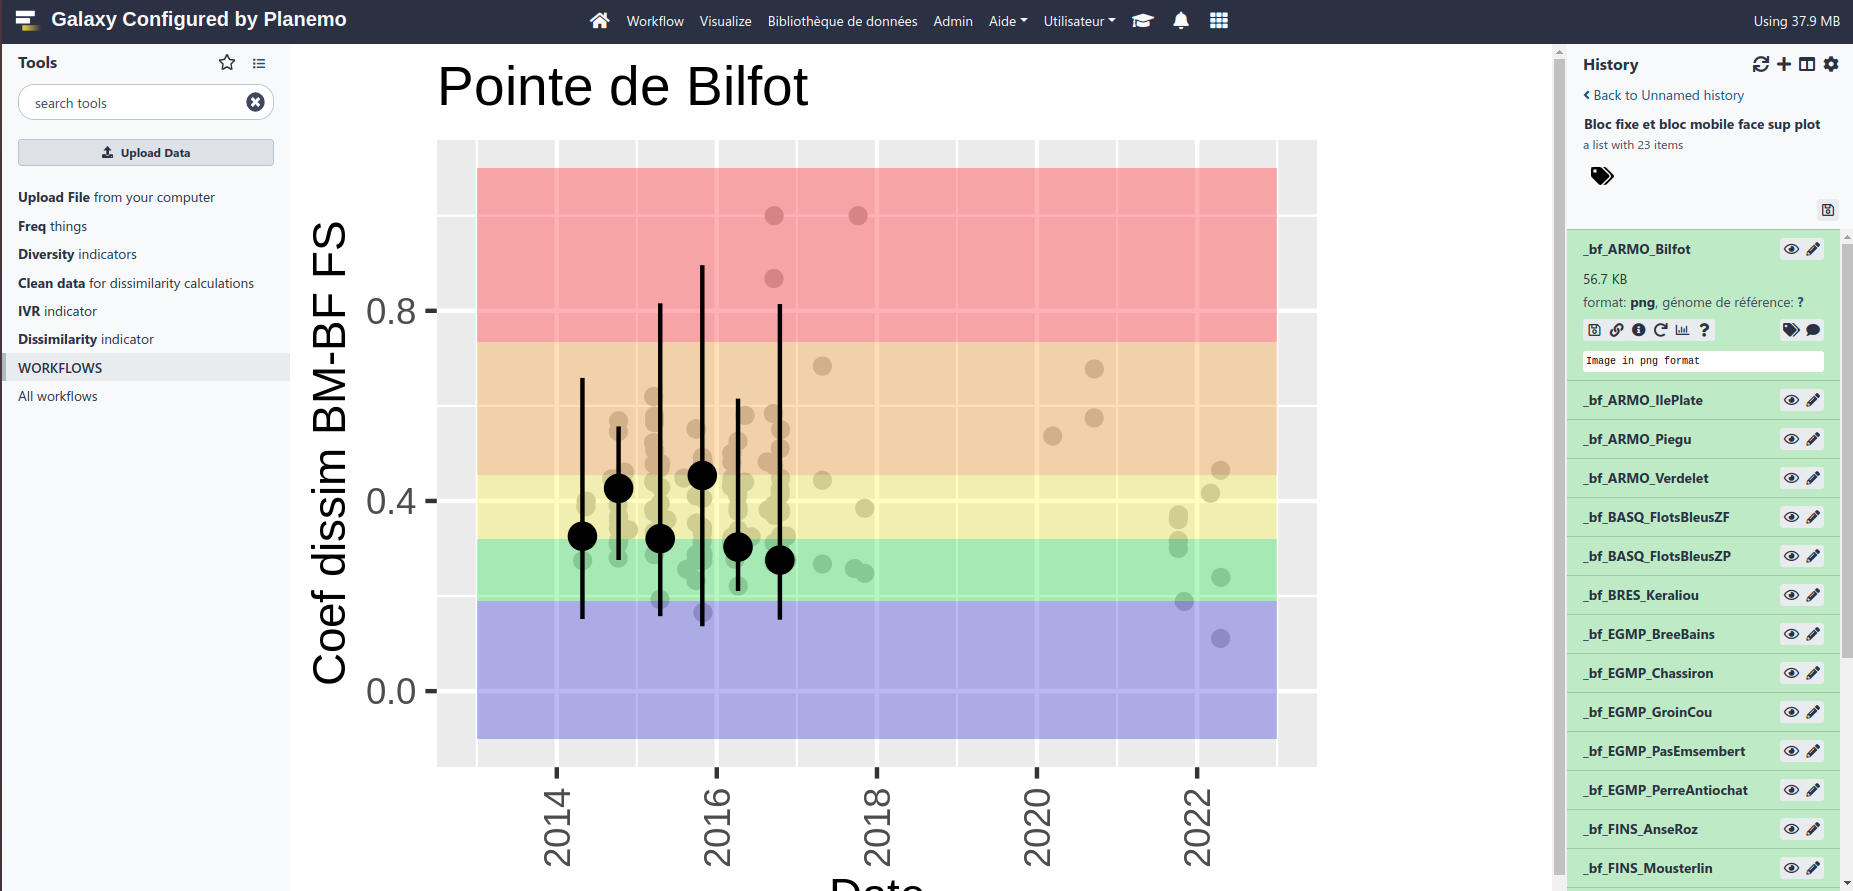 Galaxy Configured by Planemo
Workflow Visualize Bibliothèque de données Admin Aide Utilisateur
Using 37.9 MB
Tools
search tools
Upload Data
Upload File from your computer
Freq things
Diversity indicators
Clean data for dissimilarity calculations
IVR indicator
Dissimilarity indicator
WORKFLOWS
All workflows
Pointe de Bilfot
Coef dissim BM-BF FS
0.8
0.4
0.0
2014
2016
2018
2020
2022
Date
History
Back to Unnamed history
Bloc fixe et bloc mobile face sup plot
a list with 23 items
_bf_ARMO_Bilfot
56.7 KB
format: png, génome de référence: ?
Image in png format
_bf_ARMO_IlePlate
_bf_ARMO_Piegu
_bf_ARMO_Verdelet
_bf_BASQ_FlotsBleusZF
_bf_BASQ_FlotsBleusZP
_bf_BRES_Keraliou
_bf_EGMP_BreeBains
_bf_EGMP_Chassiron
_bf_EGMP_GroinCou
_bf_EGMP_PasEmsembert
_bf_EGMP_PerreAntiochat
_bf_FINS_AnseRoz
_bf_FINS_Mousterlin